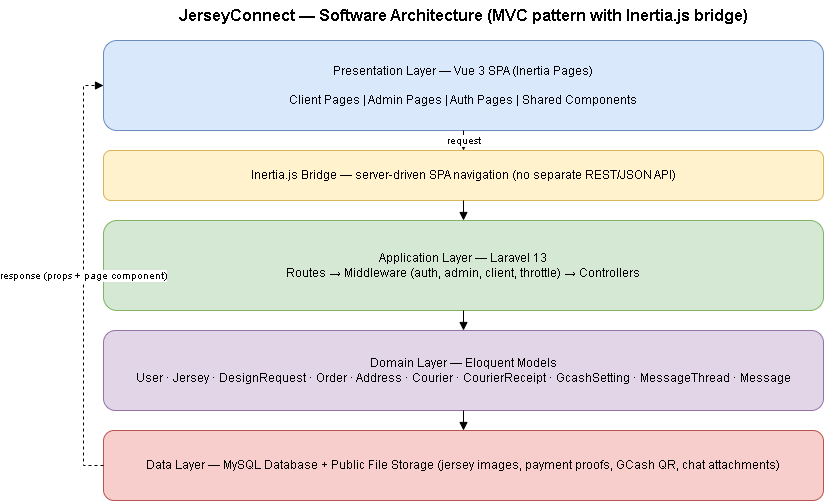 JerseyConnect — Software Architecture (MVC pattern with Inertia.js bridge)
Presentation Layer — Vue 3 SPA (Inertia Pages)
Client Pages | Admin Pages | Auth Pages | Shared Components
request
Inertia.js Bridge — server-driven SPA navigation (no separate REST/JSON API)
Application Layer — Laravel 13
Routes → Middleware (auth, admin, client, throttle) → Controllers
response (props + page component)
Domain Layer — Eloquent Models
User · Jersey · DesignRequest · Order · Address · Courier · CourierReceipt · GcashSetting · MessageThread · Message
Data Layer — MySQL Database + Public File Storage (jersey images, payment proofs, GCash QR, chat attachments)